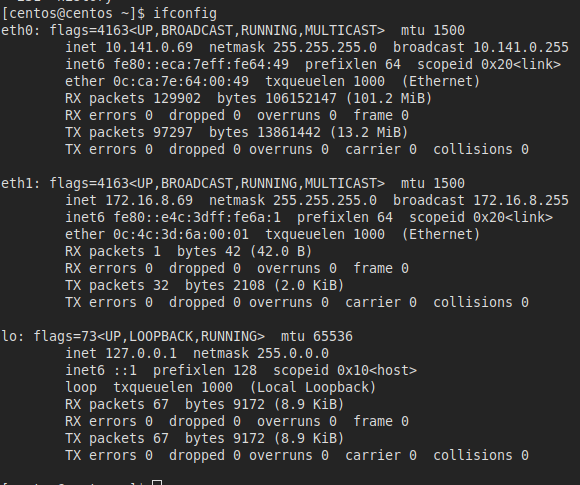 [centos@centos ~]$ ifconfig
eth0: flags=4163<UP,BROADCAST,RUNNING,MULTICAST>  mtu 1500
        inet 10.141.0.69  netmask 255.255.255.0  broadcast 10.141.0.255
        inet6 fe80::eca:7eff:fe64:49  prefixlen 64  scopeid 0x20<link>
        ether 0c:ca:7e:64:00:49  txqueuelen 1000  (Ethernet)
        RX packets 129902  bytes 106152147 (101.2 MiB)
        RX errors 0  dropped 0  overruns 0  frame 0
        TX packets 97297  bytes 13861442 (13.2 MiB)
        TX errors 0  dropped 0 overruns 0  carrier 0  collisions 0
eth1: flags=4163<UP,BROADCAST,RUNNING,MULTICAST>  mtu 1500
        inet 172.16.8.69  netmask 255.255.255.0  broadcast 172.16.8.255
        inet6 fe80::e4c:3dff:fe6a:1  prefixlen 64  scopeid 0x20<link>
        ether 0c:4c:3d:6a:00:01  txqueuelen 1000  (Ethernet)
        RX packets 1  bytes 42 (42.0 B)
        RX errors 0  dropped 0  overruns 0  frame 0
        TX packets 32  bytes 2108 (2.0 KiB)
        TX errors 0  dropped 0 overruns 0  carrier 0  collisions 0
lo: flags=73<UP,LOOPBACK,RUNNING>  mtu 65536
        inet 127.0.0.1  netmask 255.0.0.0
        inet6 ::1  prefixlen 128  scopeid 0x10<host>
        loop  txqueuelen 1000  (Local Loopback)
        RX packets 67  bytes 9172 (8.9 KiB)
        RX errors 0  dropped 0  overruns 0  frame 0
        TX packets 67  bytes 9172 (8.9 KiB)
        TX errors 0  dropped 0 overruns 0  carrier 0  collisions 0